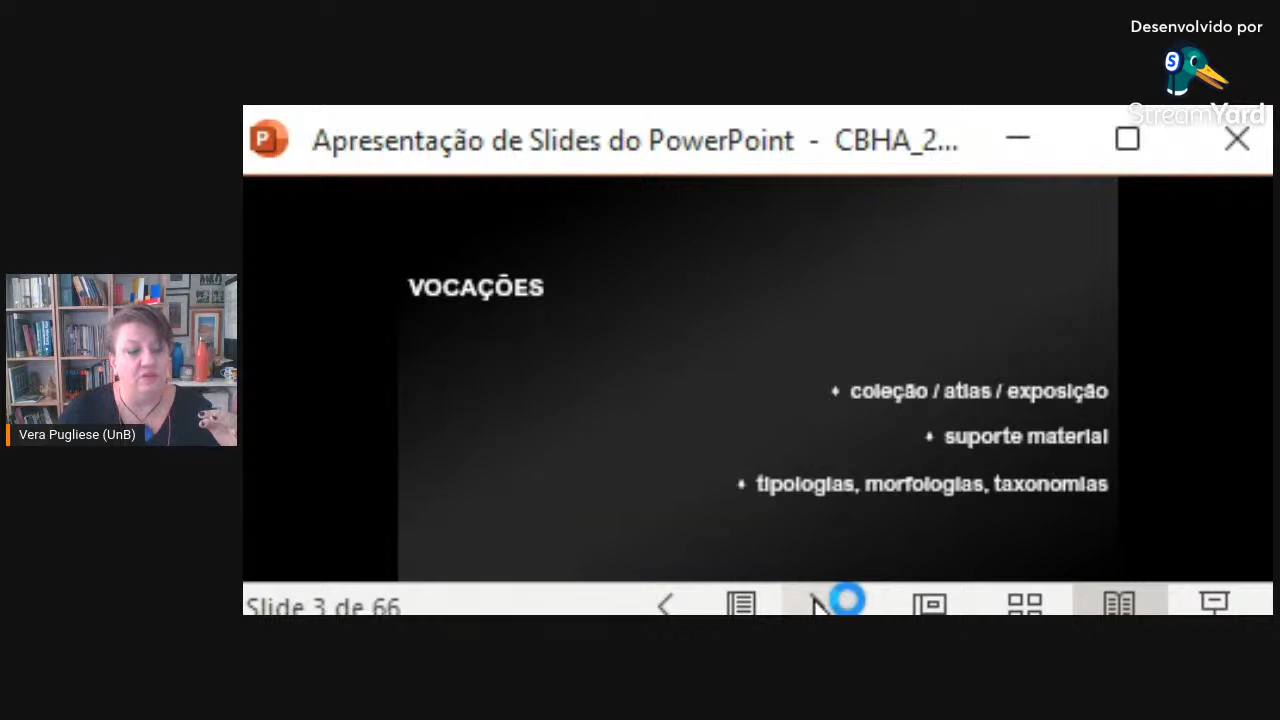 Desenvolvido por
StreamYard
Apresentação de Slides do PowerPoint - CBHA_2...
VOCAÇÕES
♦ coleção / atlas / exposição
♦ suporte material
♦ tipologias, morfologias, taxonomias
Vera Pugliese (UnB)
Slide 3 de 66